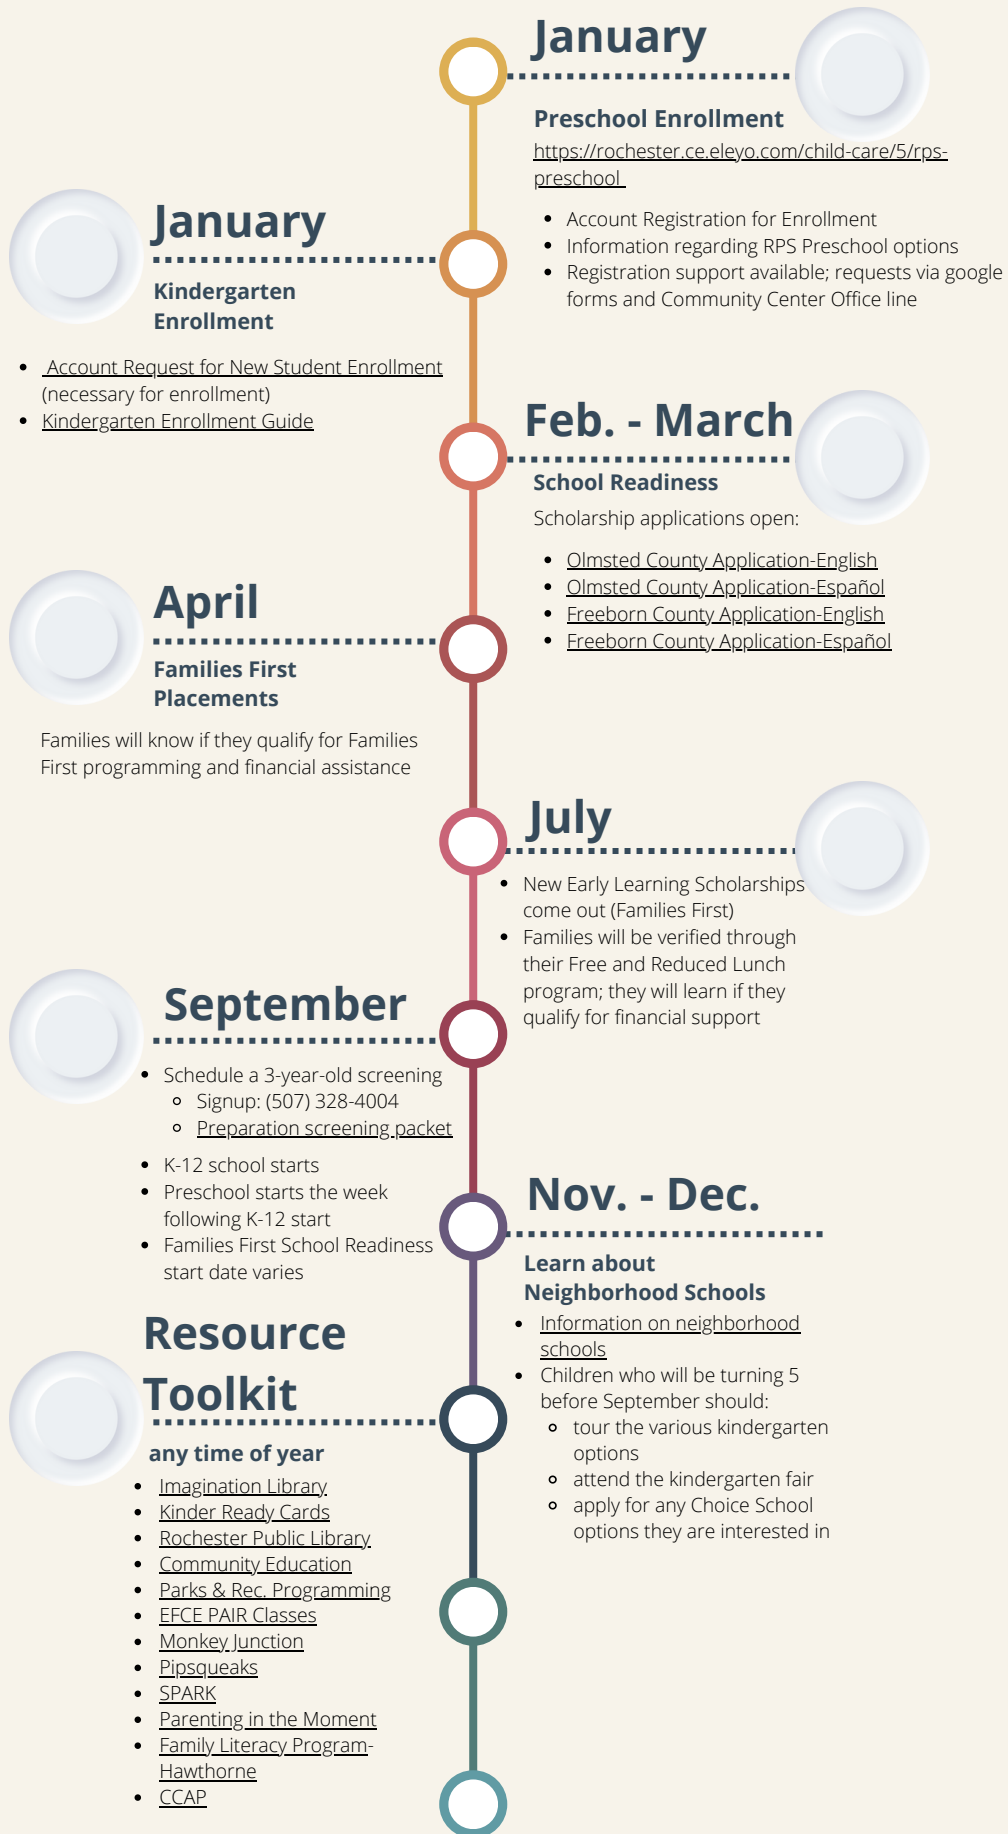 January
Preschool Enrollment
https://rochester.ce.eleyo.com/child-care/5/rps-
preschool
• Account Registration for Enrollment
• Information regarding RPS Preschool options
• Registration support available; requests via google
forms and Community Center Office line
January
Kindergarten
Enrollment
• Account Request for New Student Enrollment
(necessary for enrollment)
• Kindergarten Enrollment Guide
Feb. - March
School Readiness
Scholarship applications open:
• Olmsted County Application-English
• Olmsted County Application-Español
• Freeborn County Application-English
• Freeborn County Application-Español
April
Families First
Placements
Families will know if they qualify for Families
First programming and financial assistance
July
• New Early Learning Scholarships
come out (Families First)
• Families will be verified through
their Free and Reduced Lunch
program; they will learn if they
qualify for financial support
September
• Schedule a 3-year-old screening
◦ Signup: (507) 328-4004
◦ Preparation screening packet
• K-12 school starts
• Preschool starts the week
following K-12 start
• Families First School Readiness
start date varies
Nov. - Dec.
Learn about
Neighborhood Schools
• Information on neighborhood
schools
• Children who will be turning 5
before September should:
◦ tour the various kindergarten
options
◦ attend the kindergarten fair
◦ apply for any Choice School
options they are interested in
Resource
Toolkit
any time of year
• Imagination Library
• Kinder Ready Cards
• Rochester Public Library
• Community Education
• Parks & Rec. Programming
• EFCE PAIR Classes
• Monkey Junction
• Pipsqueaks
• SPARK
• Parenting in the Moment
• Family Literacy Program-
Hawthorne
• CCAP